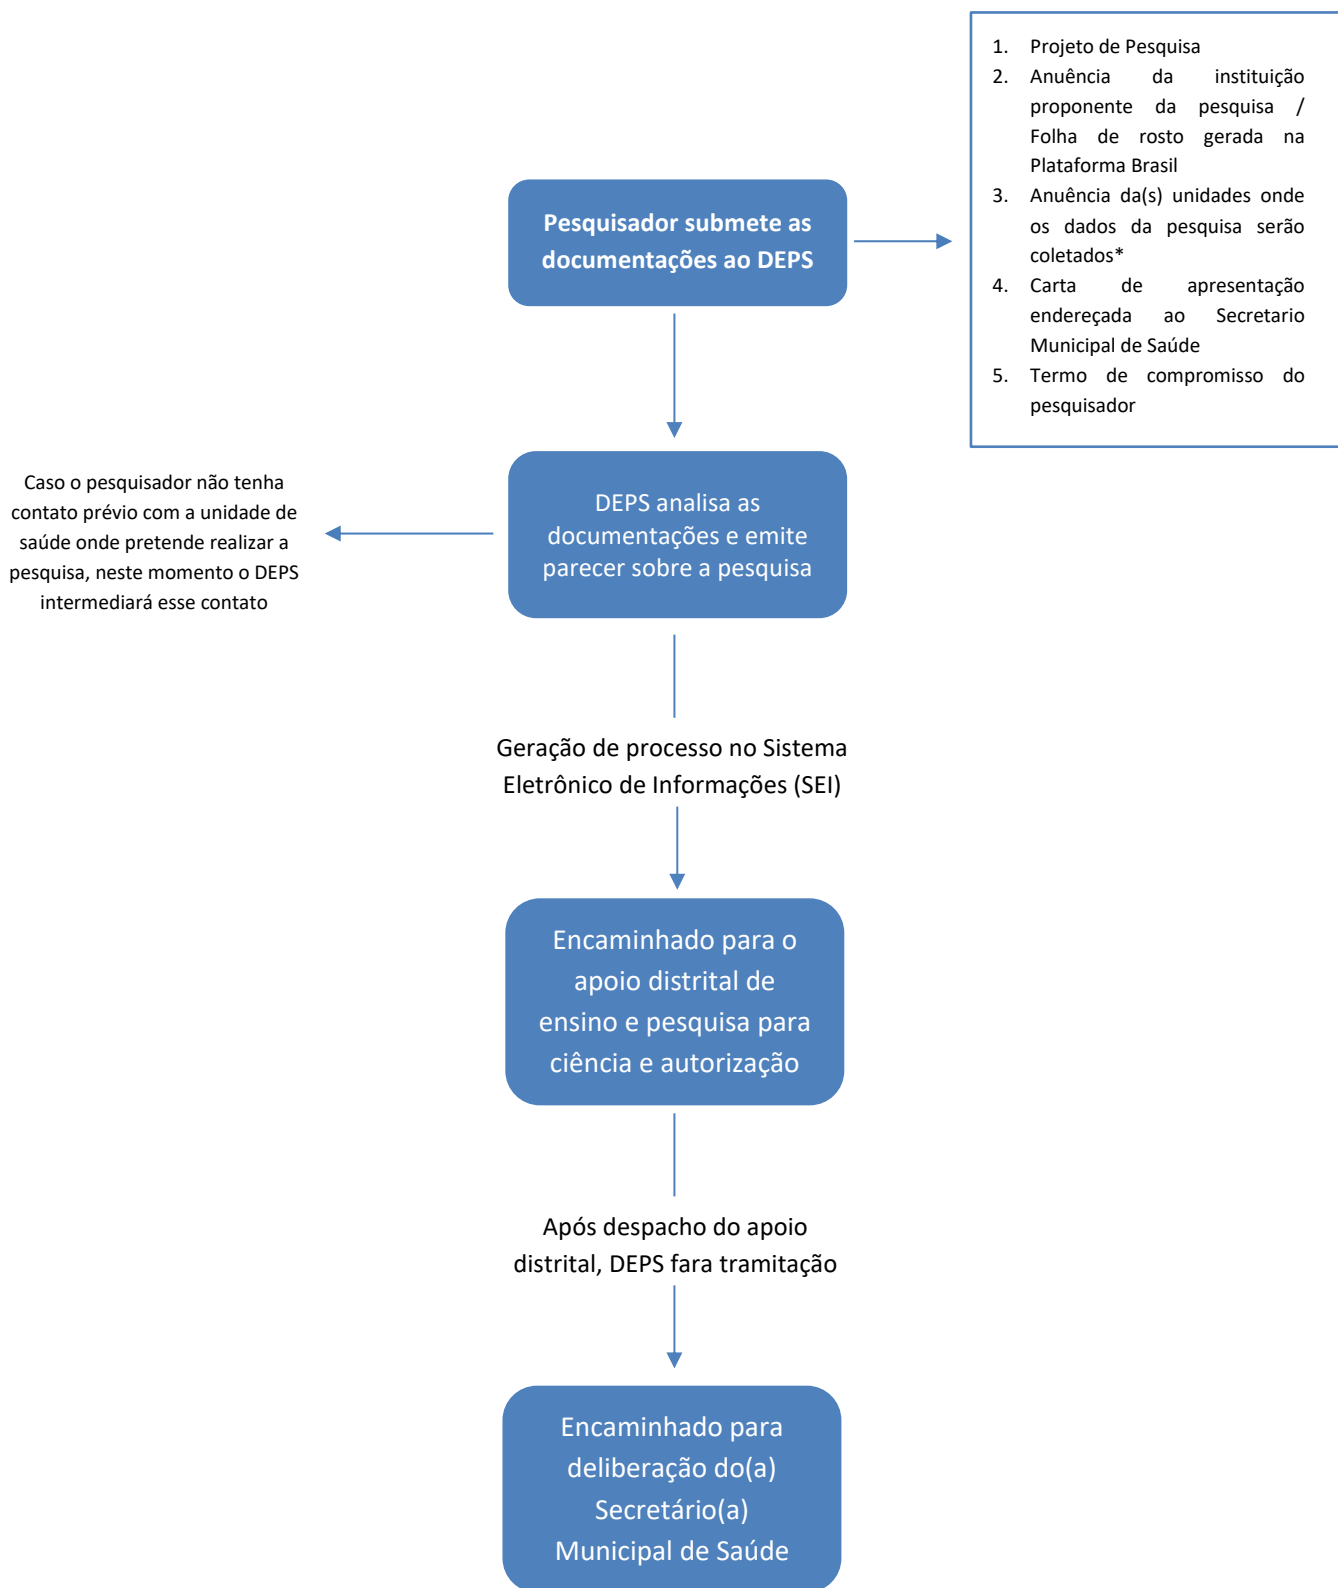 1. Projeto de Pesquisa
2. Anuência da instituição
proponente da pesquisa /
Folha de rosto gerada na
Plataforma Brasil
3. Anuência da(s) unidades onde
os dados da pesquisa serão
coletados*
4. Carta de apresentação
endereçada ao Secretario
Municipal de Saúde
5. Termo de compromisso do
pesquisador
Pesquisador submete as
documentações ao DEPS
Caso o pesquisador não tenha
contato prévio com a unidade de
saúde onde pretende realizar a
pesquisa, neste momento o DEPS
intermediará esse contato
DEPS analisa as
documentações e emite
parecer sobre a pesquisa
Geração de processo no Sistema
Eletrônico de Informações (SEI)
Encaminhado para o
apoio distrital de
ensino e pesquisa para
ciência e autorização
Após despacho do apoio
distrital, DEPS fara tramitação
Encaminhado para
deliberação do(a)
Secretário(a)
Municipal de Saúde